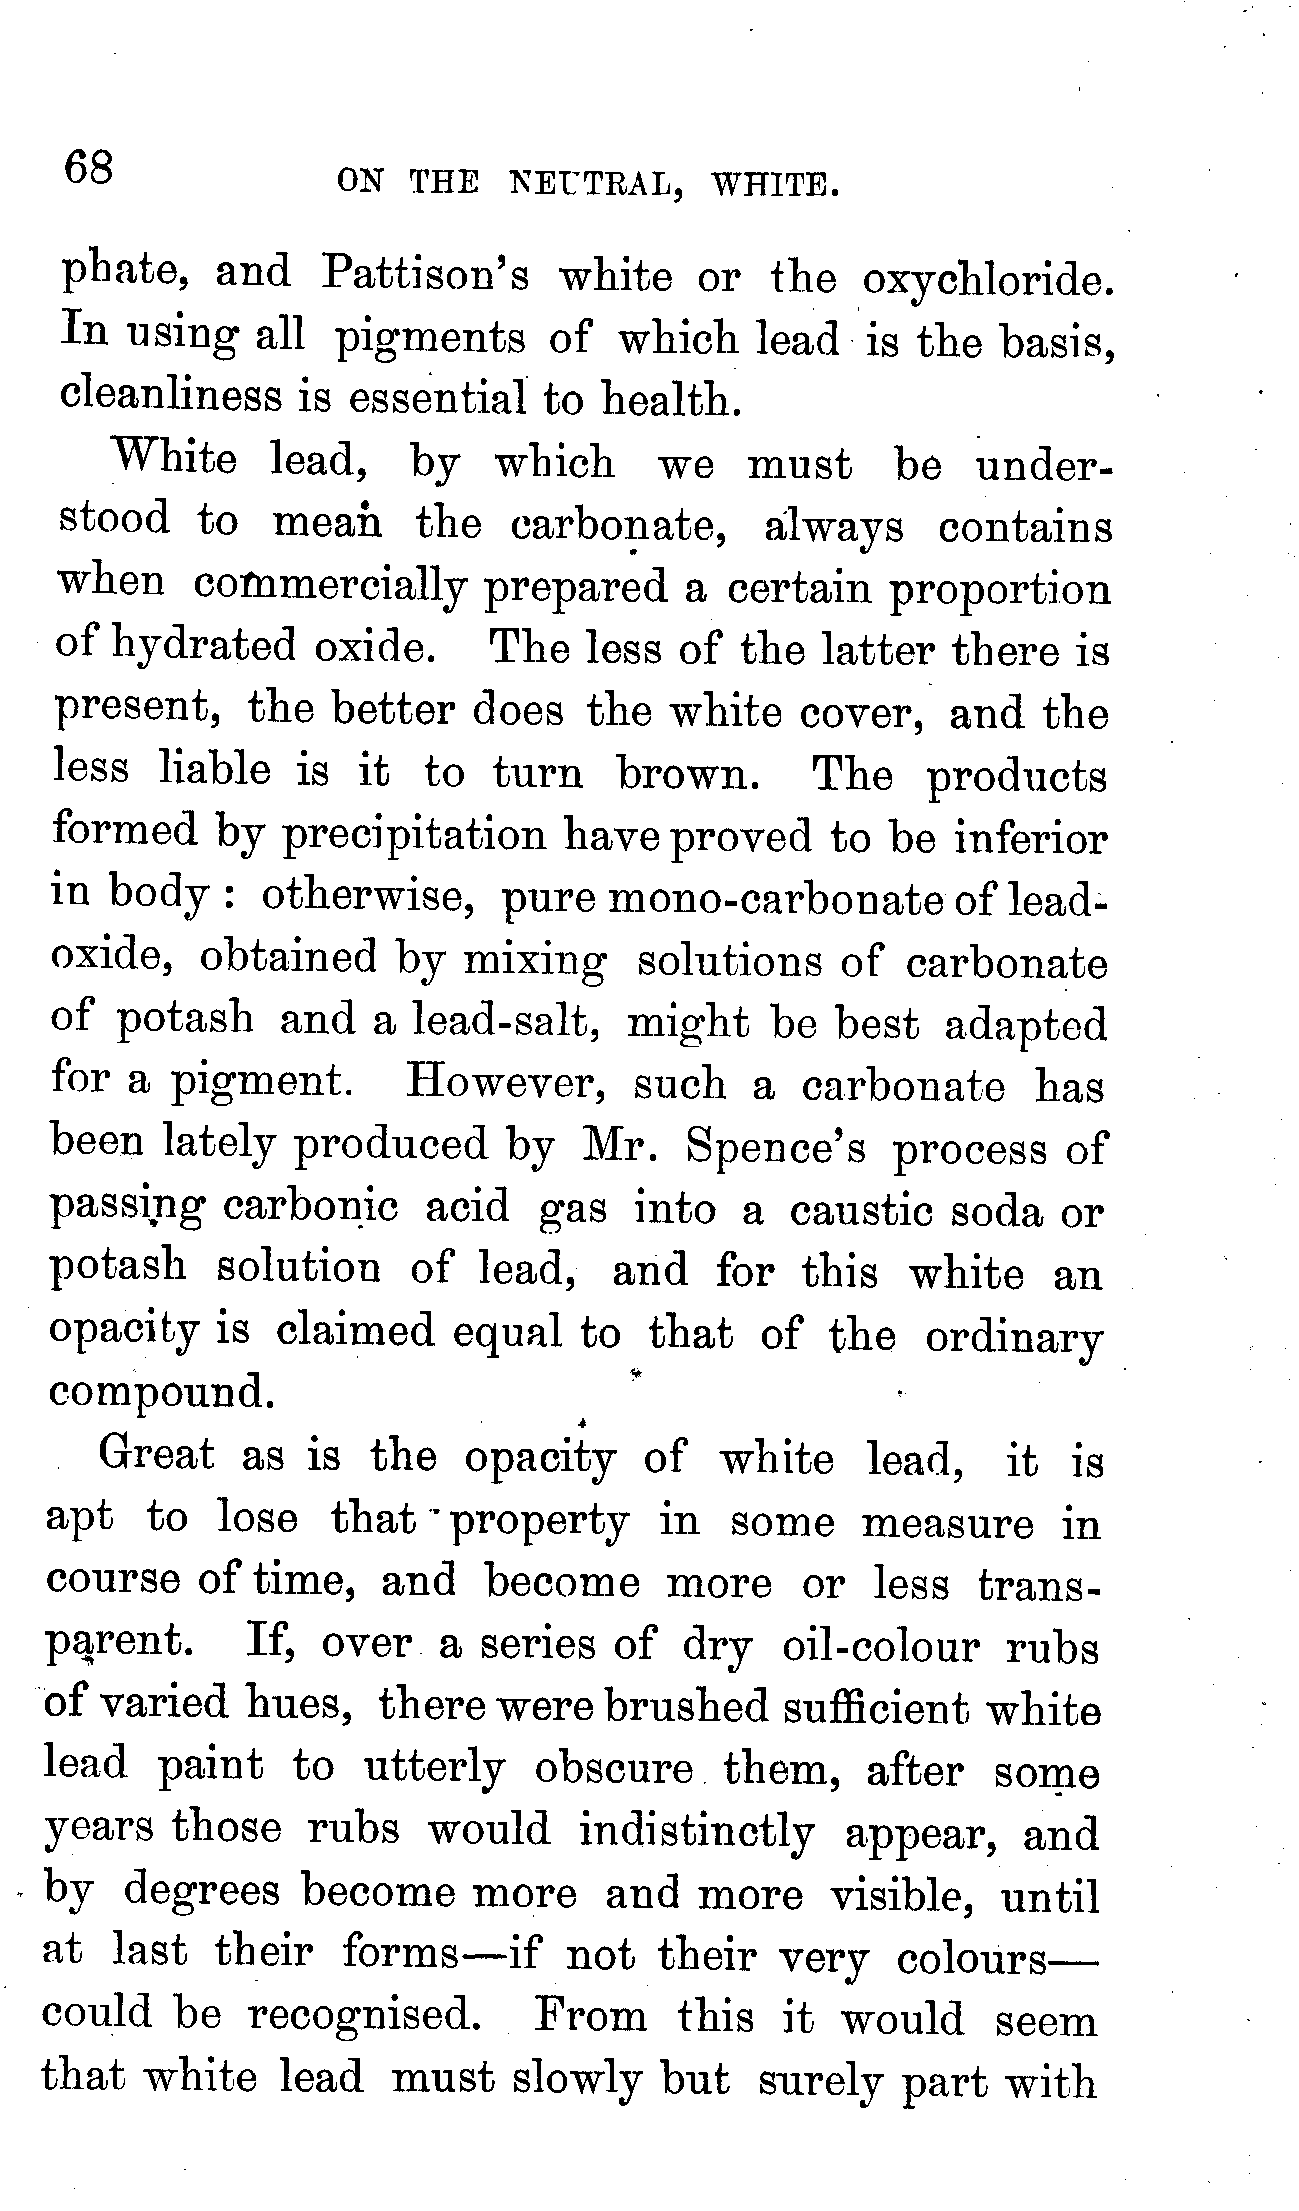 68
ON THE NEUTRAL, WHITE.
phate, and Pattison's white or the oxychloride.
In using all pigments of which lead is the basis,
cleanliness is essential to health.
White lead, by which we must be under-
stood to mean the carbonate, always contains
when commercially prepared a certain proportion
of hydrated oxide. The less of the latter there is
present, the better does the white cover, and the
less liable is it to turn brown. The products
formed by precipitation have proved to be inferior
in body : otherwise, pure mono-carbonate of lead-
oxide, obtained by mixing solutions of carbonate
of potash and a lead-salt, might be best adapted
for a pigment. However, such a carbonate has
been lately produced by Mr. Spence's process of
passing carbonic acid gas into a caustic soda or
potash solution of lead, and for this white an
opacity is claimed equal to that of the ordinary
compound.
Great as is the opacity of white lead, it is
apt to lose that property in some measure in
course of time, and become more or less trans-
parent. If, over a series of dry oil-colour rubs
of varied hues, there were brushed sufficient white
lead paint to utterly obscure them, after some
years those rubs would indistinctly appear, and
by degrees become more and more visible, until
at last their forms—if not their very colours—
could be recognised. From this it would seem
that white lead must slowly but surely part with